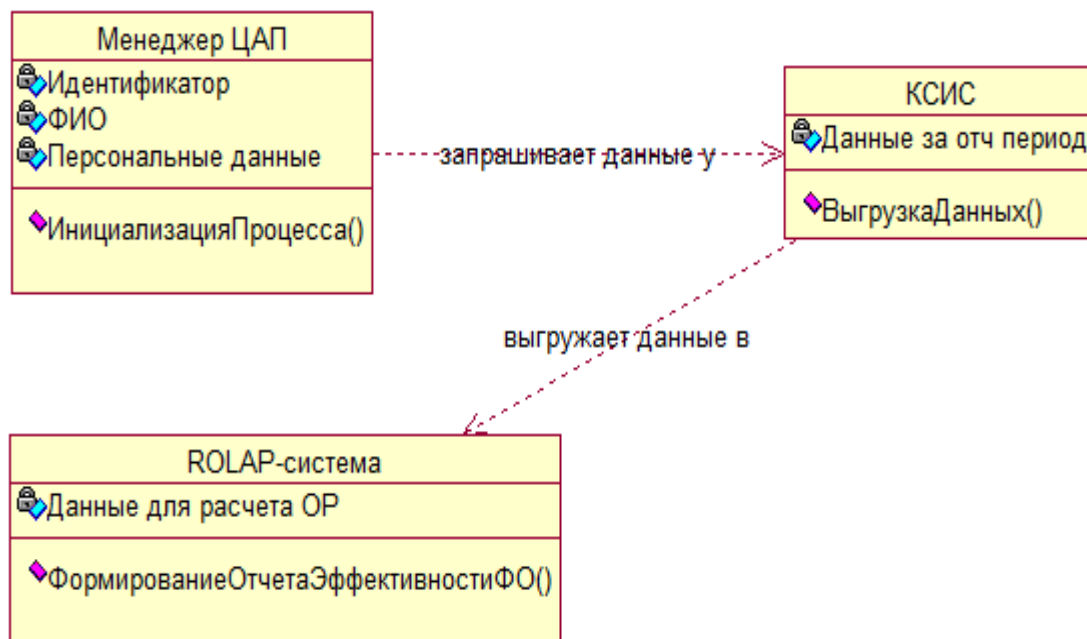 Менеджер ЦАП
Идентификатор
ФИО
Персональные данные
ИнициализацияПроцесса()
запрашивает данные у
КСИС
Данные за отч период
ВыгрузкаДанных()
выгружает данные в
ROLAP-система
Данные для расчета ОР
ФормированиеОтчетаЭффективностиФО()